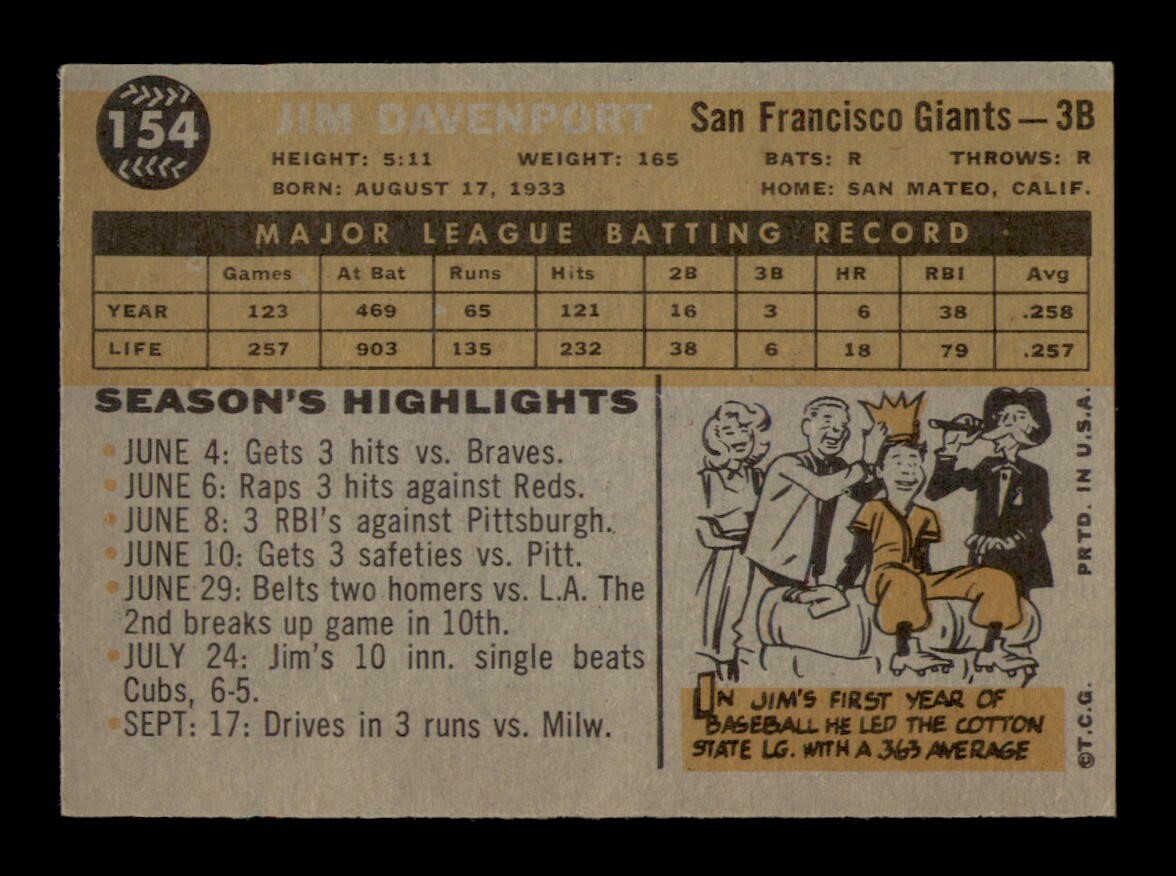 154
JIM DAVENPORT
San Francisco Giants — 3B
HEIGHT: 5:11 WEIGHT: 165 BATS: R THROWS: R
BORN: AUGUST 17, 1933 HOME: SAN MATEO, CALIF.
MAJOR LEAGUE BATTING RECORD
Games At Bat Runs Hits 2B 3B HR RBI Avg
YEAR 123 469 65 121 16 3 6 38 .258
LIFE 257 903 135 232 38 6 18 79 .257
SEASON'S HIGHLIGHTS
• JUNE 4: Gets 3 hits vs. Braves.
• JUNE 6: Raps 3 hits against Reds.
• JUNE 8: 3 RBI's against Pittsburgh.
• JUNE 10: Gets 3 safeties vs. Pitt.
• JUNE 29: Belts two homers vs. L.A. The
2nd breaks up game in 10th.
• JULY 24: Jim's 10 inn. single beats
Cubs, 6-5.
• SEPT: 17: Drives in 3 runs vs. Milw.
IN JIM'S FIRST YEAR OF
BASEBALL HE LED THE COTTON
STATE LG. WITH A 363 AVERAGE
©T.C.G. PRTD. IN U.S.A.